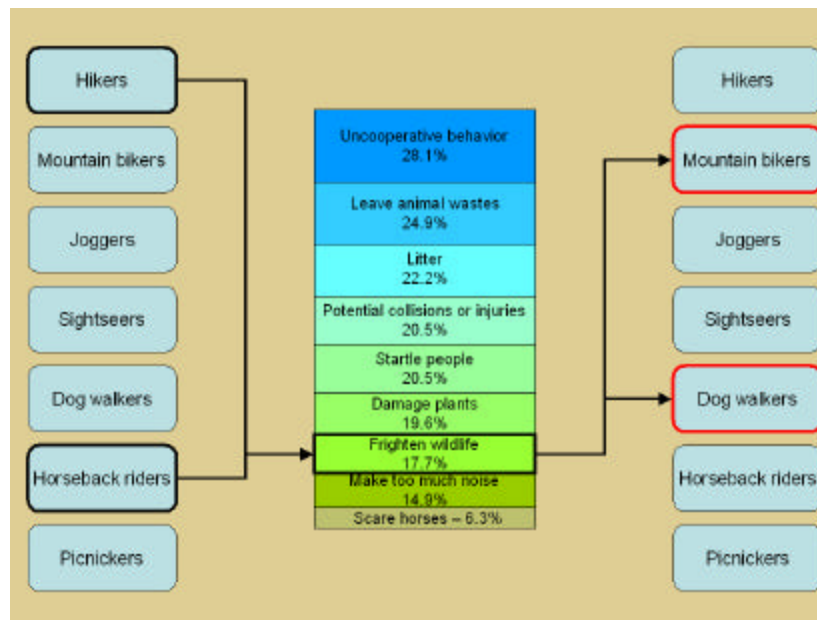 Hikers
Mountain bikers
Joggers
Sightseers
Dog walkers
Horseback riders
Picnickers
Uncooperative behavior
28.1%
Leave animal wastes
24.9%
Litter
22.2%
Potential collisions or injuries
20.5%
Startle people
20.5%
Damage plants
19.6%
Frighten wildlife
17.7%
Make too much noise
14.9%
Scare horses – 6.3%
Hikers
Mountain bikers
Joggers
Sightseers
Dog walkers
Horseback riders
Picnickers